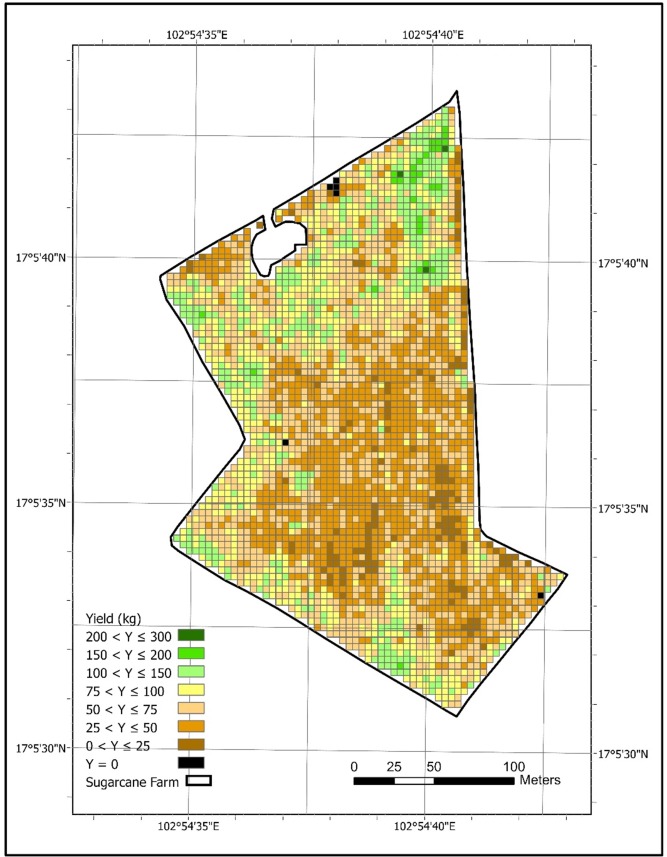 102°54'35"E 102°54'40"E
17°5'40"N 17°5'40"N
17°5'35"N 17°5'35"N
Yield (kg)
200 < Y ≤ 300
150 < Y ≤ 200
100 < Y ≤ 150
75 < Y ≤ 100
50 < Y ≤ 75
25 < Y ≤ 50
0 < Y ≤ 25
Y = 0
Sugarcane Farm
17°5'30"N 17°5'30"N
0 25 50 100
Meters
102°54'35"E 102°54'40"E